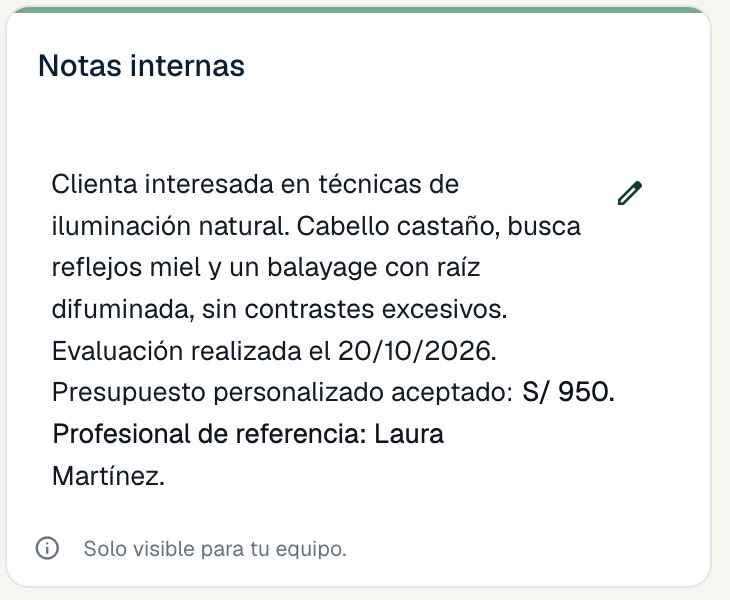 Notas internas
Clienta interesada en técnicas de
iluminación natural. Cabello castaño, busca
reflejos miel y un balayage con raíz
difuminada, sin contrastes excesivos.
Evaluación realizada el 20/10/2026.
Presupuesto personalizado aceptado: S/ 950.
Profesional de referencia: Laura
Martínez.
Solo visible para tu equipo.